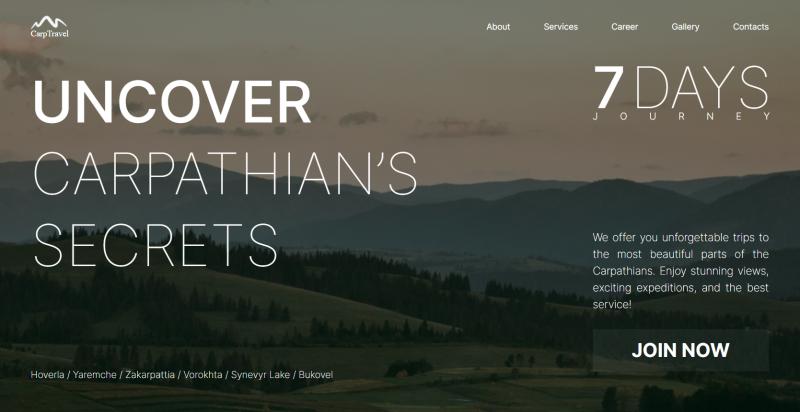 CarpTravel
About
Services
Career
Gallery
Contacts
UNCOVER
CARPATHIAN’S
SECRETS
7 DAYS
JOURNEY
We offer you unforgettable trips to
the most beautiful parts of the
Carpathians. Enjoy stunning views,
exciting expeditions, and the best
service!
JOIN NOW
Hoverla / Yaremche / Zakarpattia / Vorokhta / Synevyr Lake / Bukovel